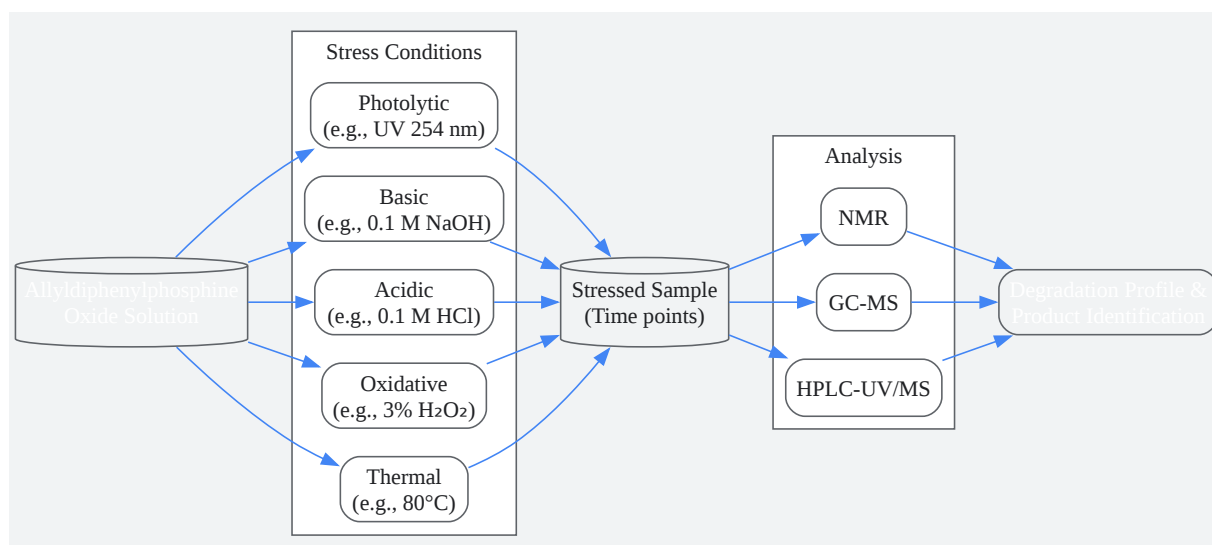 Allyldiphenylphosphine
Oxide Solution
Stress Conditions
Photolytic
(e.g., UV 254 nm)
Basic
(e.g., 0.1 M NaOH)
Acidic
(e.g., 0.1 M HCl)
Oxidative
(e.g., 3% H₂O₂)
Thermal
(e.g., 80°C)
Stressed Sample
(Time points)
Analysis
NMR
GC-MS
HPLC-UV/MS
Degradation Profile &
Product Identification